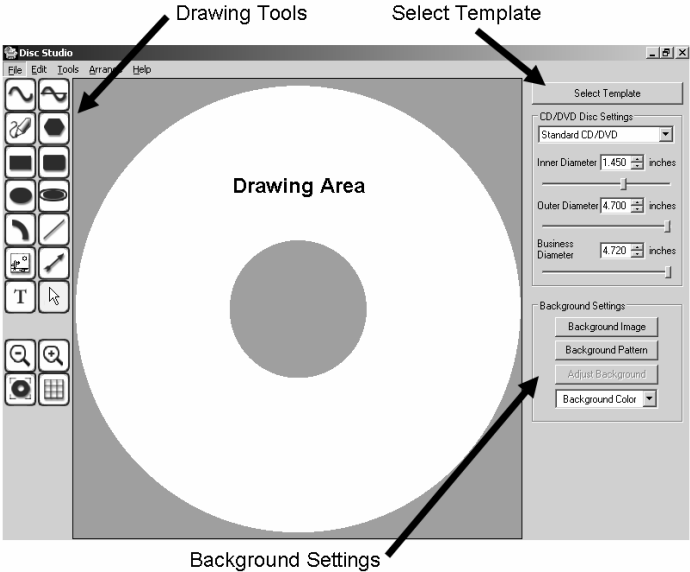 Drawing Tools
Select Template
Disc Studio
File Edit Tools Arrange Help
Select Template
CD/DVD Disc Settings
Standard CD/DVD
Inner Diameter 1.450 inches
Outer Diameter 4.700 inches
Business
Diameter 4.720 inches
Drawing Area
T
Background Settings
Background Image
Background Pattern
Adjust Background
Background Color
Background Settings